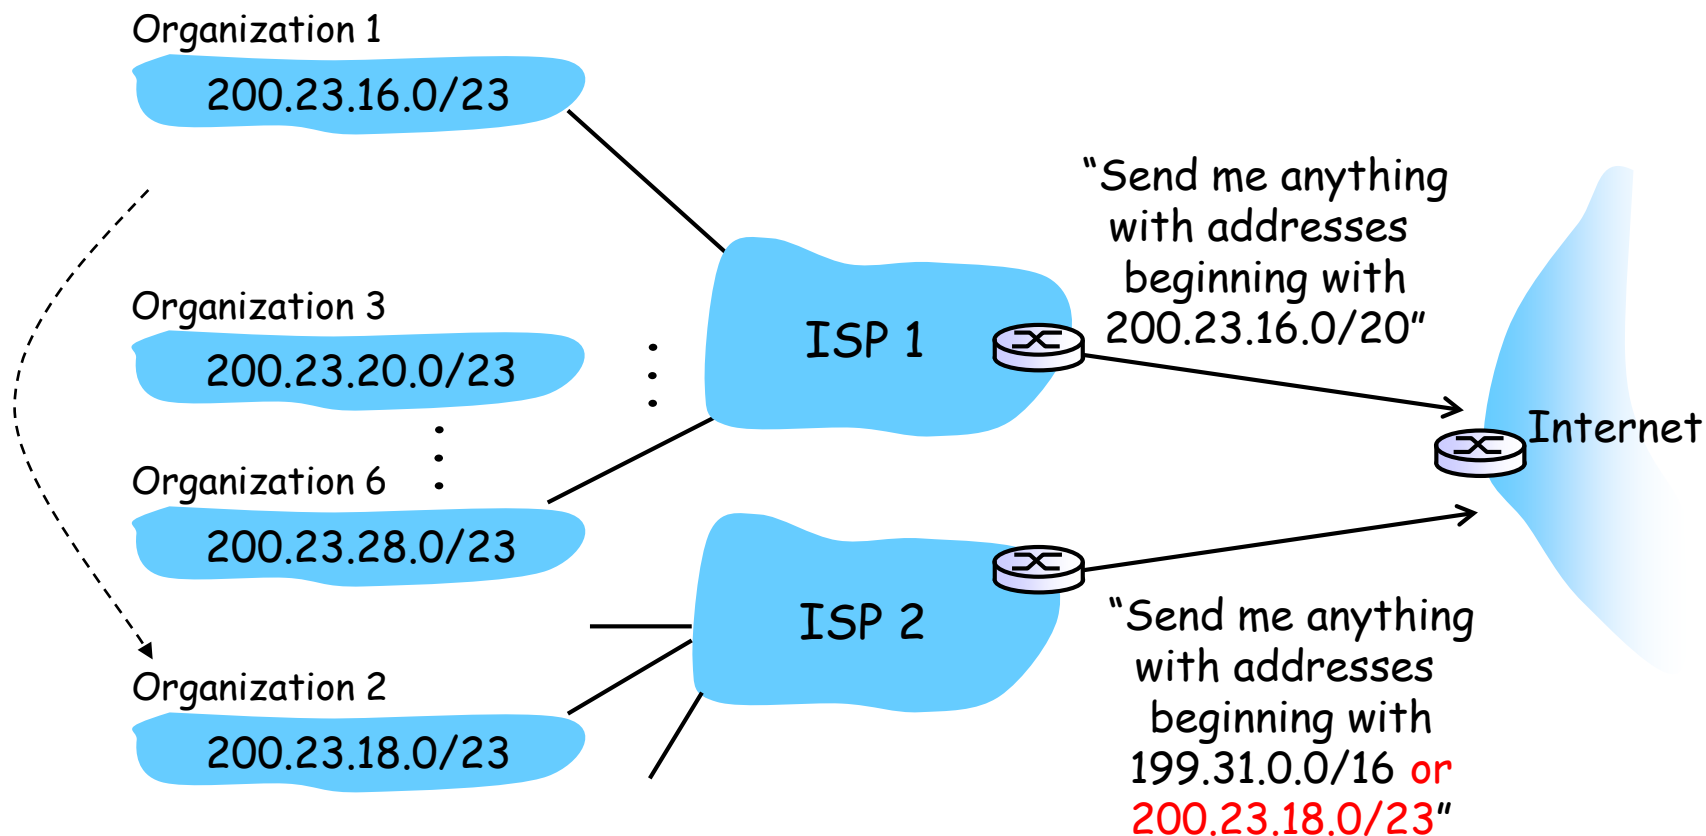 Organization 1
200.23.16.0/23
Organization 3
200.23.20.0/23
Organization 6
200.23.28.0/23
Organization 2
200.23.18.0/23
ISP 1
ISP 2
“Send me anything
with addresses
beginning with
200.23.16.0/20”
Internet
“Send me anything
with addresses
beginning with
199.31.0.0/16 or
200.23.18.0/23”